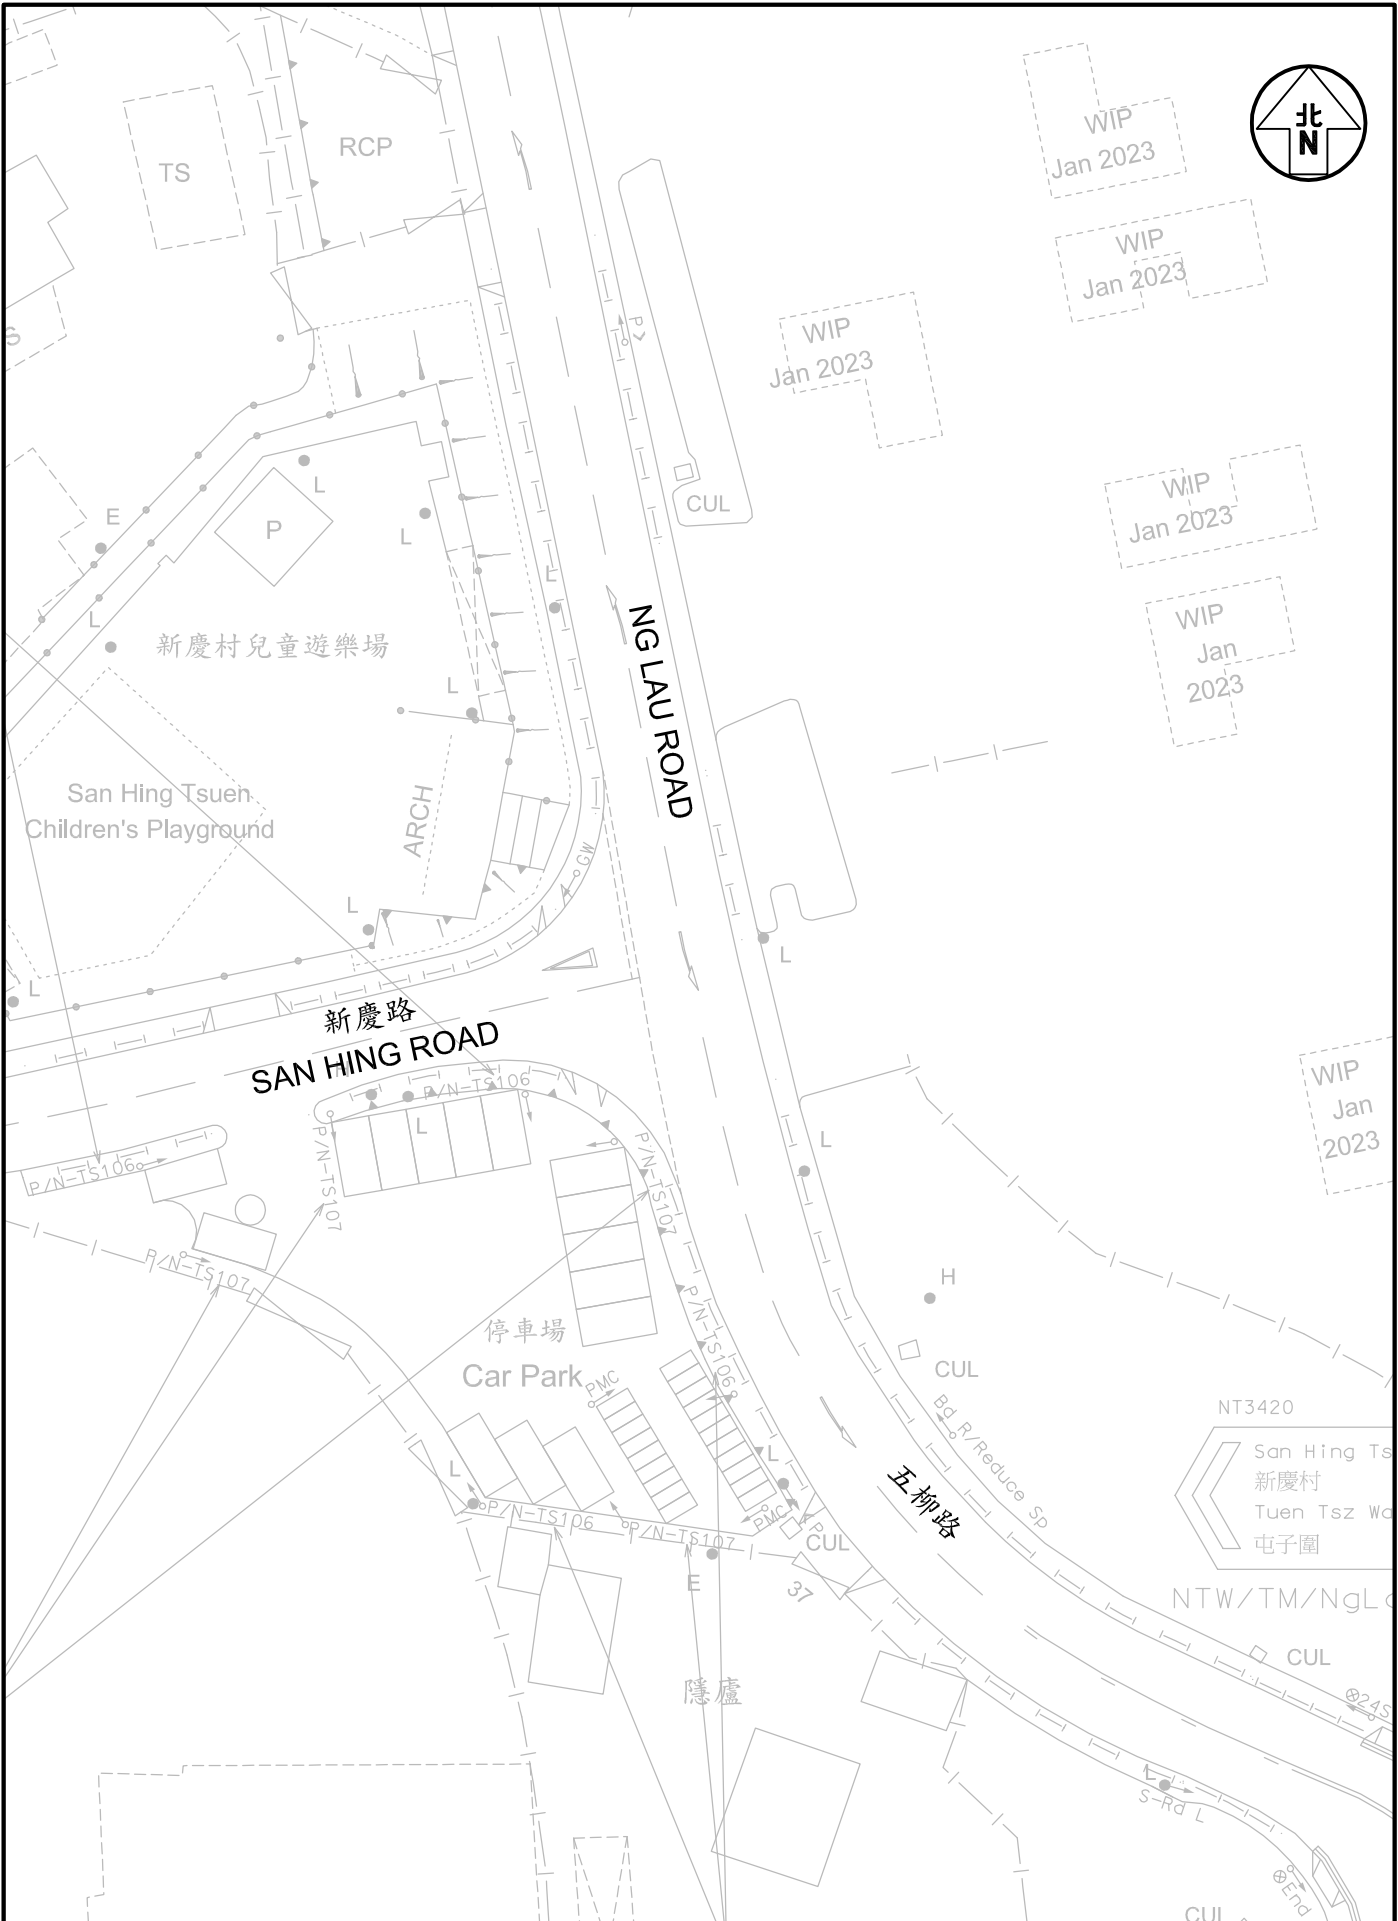 北
N
WIP
Jan 2023
RCP
TS
WIP
Jan 2023
WIP
Jan 2023
S
P
CUL
WIP
Jan 2023
L
E
P
L
L
WIP
Jan
2023
L
新慶村兒童遊樂場
NG LAU ROAD
L
San Hing Tsuen
Children's Playground
ARCH
GW
L
L
L
新慶路
SAN HING ROAD
WIP
Jan
2023
P/N-TS106
L
L
P/N-TS106
P/N-TS107
P/N-TS107
P/N-TS107
H
P/N-TS106
停車場
Car Park
PMC
CUL
NT3420
Bd R/Reduce Sp
San Hing Ts
新慶村
Tuen Tsz Wa
屯子圍
L
L
五柳路
P/N-TS106
P/N-TS107
PMC
CUL
E
37
NTW/TM/NgL
CUL
隱廬
24S
L
S-Rd L
End
CUL